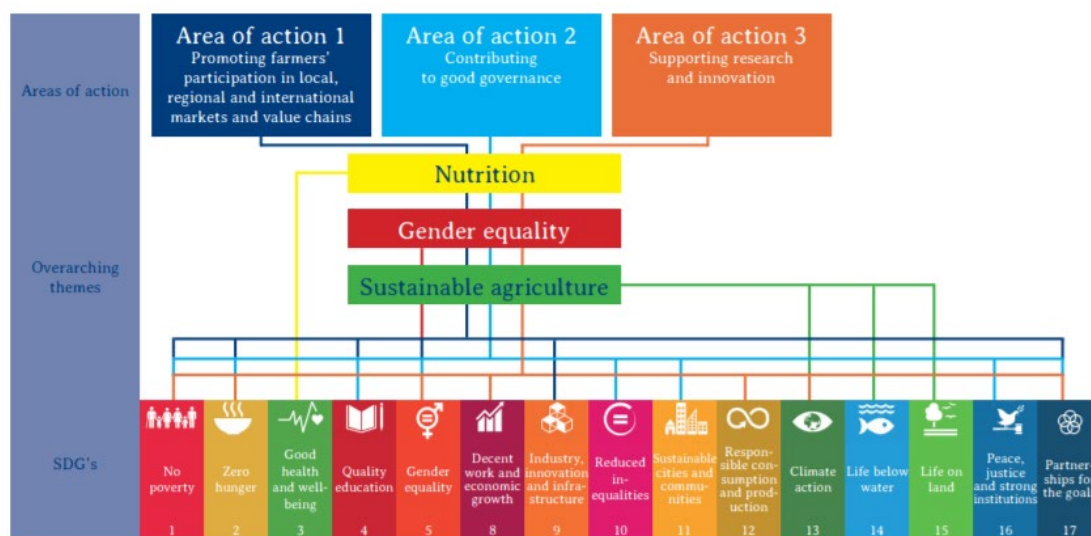 Areas of action
Area of action 1
Promoting farmers'
participation in local,
regional and international
markets and value chains
Area of action 2
Contributing
to good governance
Area of action 3
Supporting research
and innovation
Overarching
themes
Nutrition
Gender equality
Sustainable agriculture
SDG's
No
poverty
1
Zero
hunger
2
Good
health
and well-
being
3
Quality
education
4
Gender
equality
5
Decent
work and
economic
growth
8
Industry,
innovation
and infra-
structure
9
Reduced
in-
equalities
10
Sustainable
cities and
commu-
nities
11
Respon-
sible con-
sumption
and pro-
duction
12
Climate
action
13
Life below
water
14
Life on
land
15
Peace,
justice
and strong
institutions
16
Partner-
ships for
the goal
17